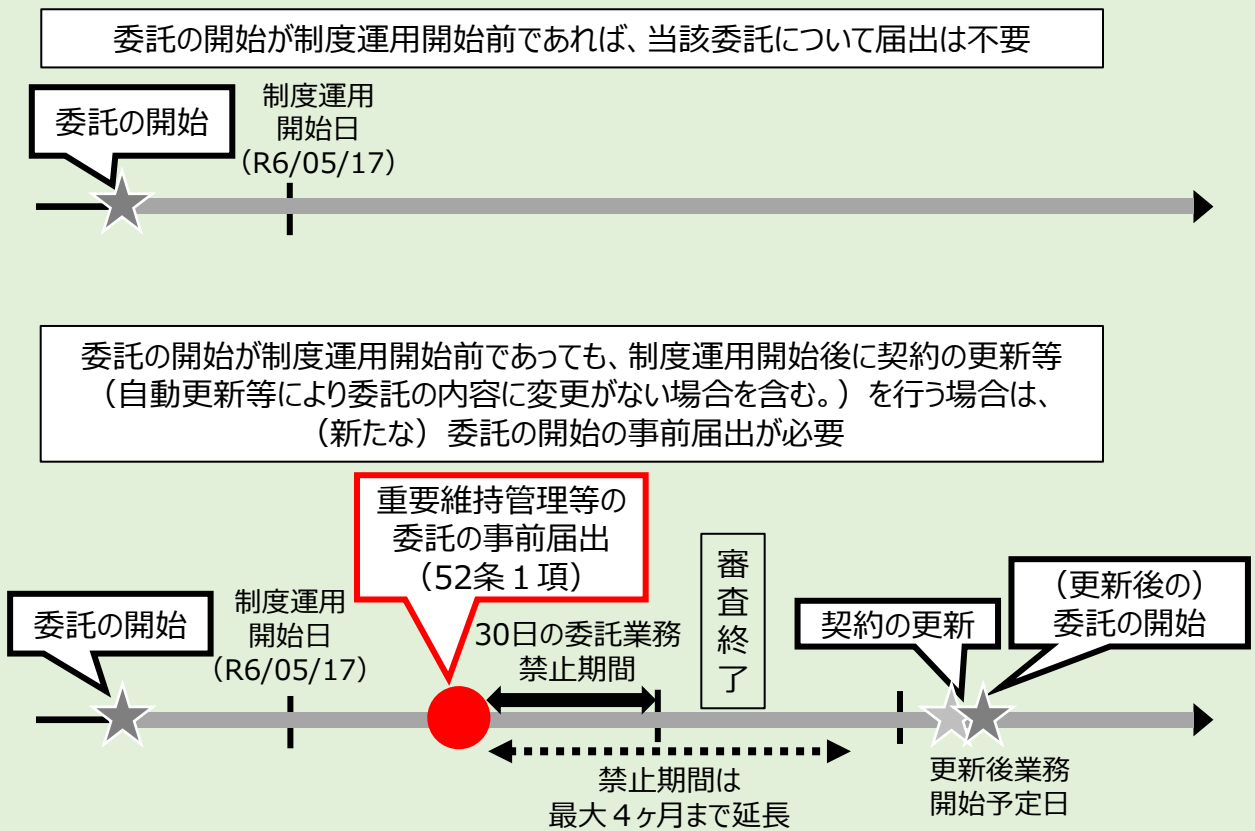 委託の開始が制度運用開始前であれば、当該委託について届出は不要
委託の開始
制度運用
開始日
（R6/05/17）
委託の開始が制度運用開始前であっても、制度運用開始後に契約の更新等
（自動更新等により委託の内容に変更がない場合を含む。）を行う場合は、
（新たな）委託の開始の事前届出が必要
委託の開始
制度運用
開始日
（R6/05/17）
重要維持管理等の
委託の事前届出
（52条１項）
30日の委託業務
禁止期間
審査終了
契約の更新
（更新後の）
委託の開始
禁止期間は
最大４ヶ月まで延長
更新後業務
開始予定日